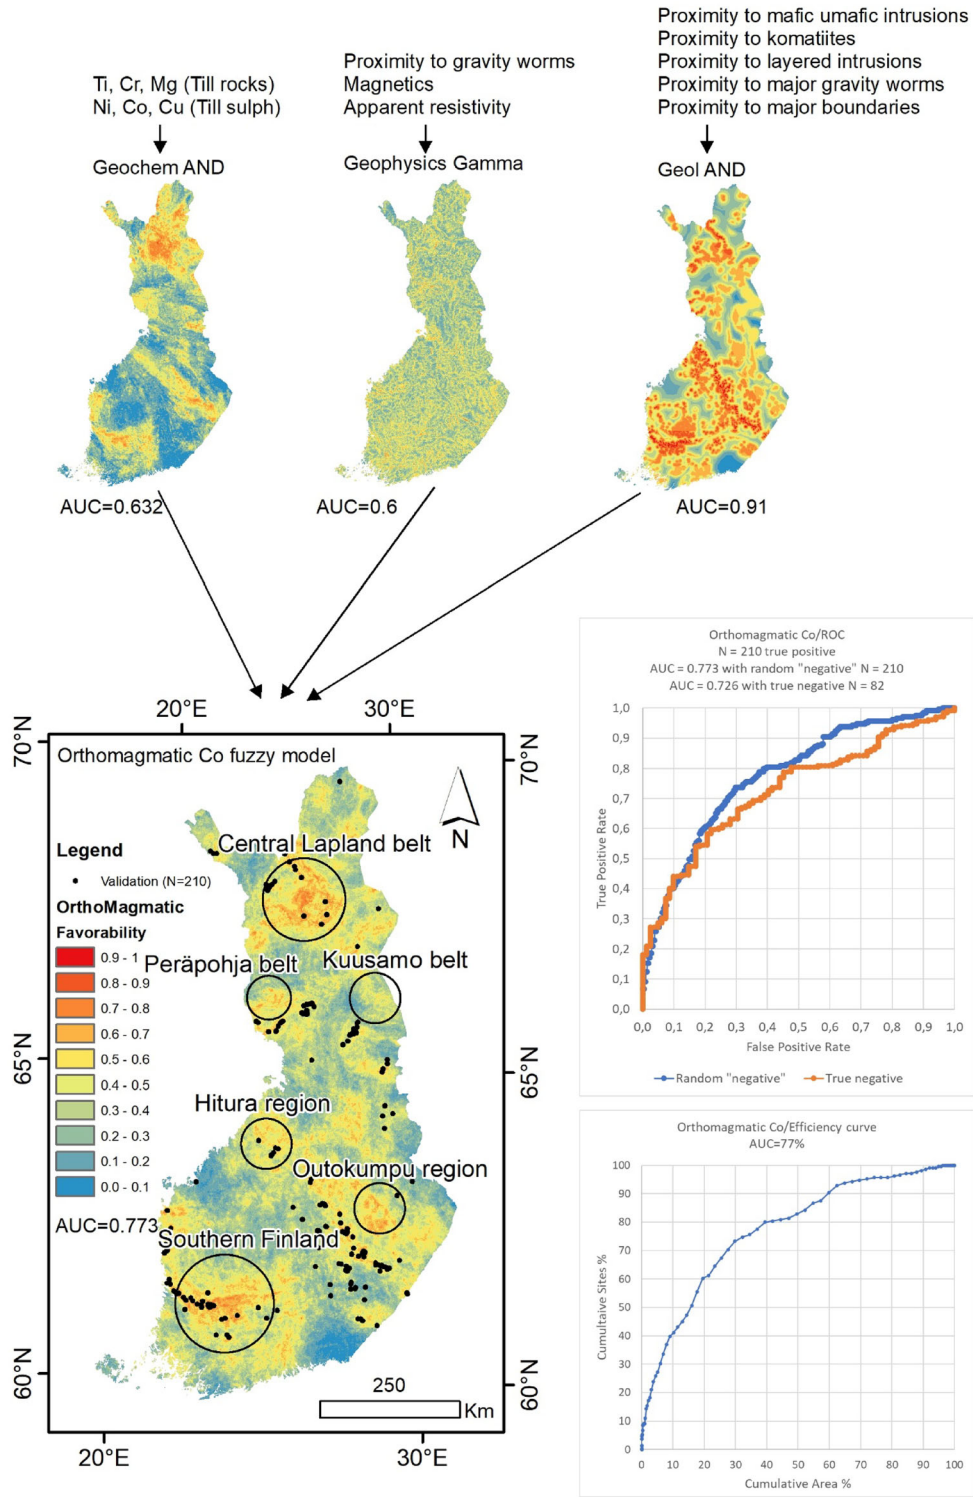 Ti, Cr, Mg (Till rocks)
Ni, Co, Cu (Till sulph)
Geochem AND
AUC=0.632
Proximity to gravity worms
Magnetics
Apparent resistivity
Geophysics Gamma
AUC=0.6
Proximity to mafic umafic intrusions
Proximity to komatiites
Proximity to layered intrusions
Proximity to major gravity worms
Proximity to major boundaries
Geol AND
AUC=0.91
20°E
30°E
70°N
70°N
Orthomagmatic Co fuzzy model
N
Central Lapland belt
Legend
Validation (N=210)
OrthoMagmatic
Favorability
0.9 - 1
0.8 - 0.9
0.7 - 0.8
0.6 - 0.7
0.5 - 0.6
0.4 - 0.5
0.3 - 0.4
0.2 - 0.3
0.1 - 0.2
0.0 - 0.1
AUC=0.773
Peräpohja belt
Kuusamo belt
65°N
65°N
Hitura region
Outokumpu region
Southern Finland
60°N
60°N
250
Km
20°E
30°E
Orthomagmatic Co/ROC
N = 210 true positive
AUC = 0.773 with random "negative" N = 210
AUC = 0.726 with true negative N = 82
True Positive Rate
1,0
0,9
0,8
0,7
0,6
0,5
0,4
0,3
0,2
0,1
0,0
0,0 0,1 0,2 0,3 0,4 0,5 0,6 0,7 0,8 0,9 1,0
False Positive Rate
Random "negative" True negative
Orthomagmatic Co/Efficiency curve
AUC=77%
Cumultaive Sites %
100
90
80
70
60
50
40
30
20
10
0
0 10 20 30 40 50 60 70 80 90 100
Cumulative Area %